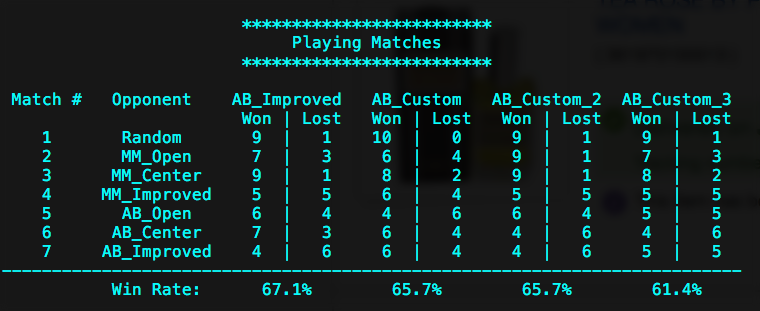 *************************
Playing Matches
*************************
Match # Opponent AB_Improved AB_Custom AB_Custom_2 AB_Custom_3
Won | Lost Won | Lost Won | Lost Won | Lost
1 Random 9 | 1 10 | 0 9 | 1 9 | 1
2 MM_Open 7 | 3 6 | 4 9 | 1 7 | 3
3 MM_Center 9 | 1 8 | 2 9 | 1 8 | 2
4 MM_Improved 5 | 5 6 | 4 5 | 5 5 | 5
5 AB_Open 6 | 4 4 | 6 6 | 4 5 | 5
6 AB_Center 7 | 3 6 | 4 4 | 6 4 | 6
7 AB_Improved 4 | 6 6 | 4 4 | 6 5 | 5
--------------------------------------------------------------------------
Win Rate: 67.1% 65.7% 65.7% 61.4%